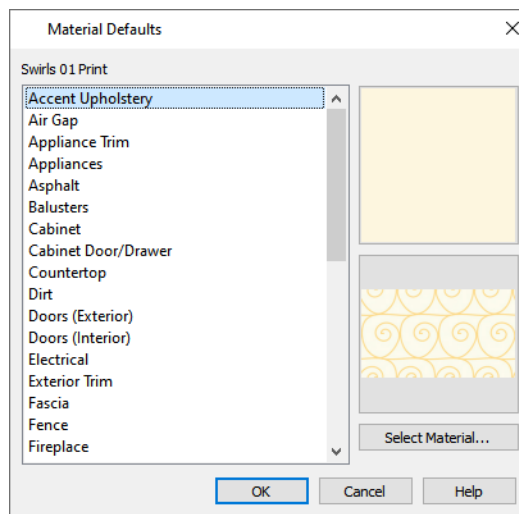 Material Defaults
Swirls 01 Print
Accent Upholstery
Air Gap
Appliance Trim
Appliances
Asphalt
Balusters
Cabinet
Cabinet Door/Drawer
Countertop
Dirt
Doors (Exterior)
Doors (Interior)
Electrical
Exterior Trim
Fascia
Fence
Fireplace
Select Material...
OK
Cancel
Help